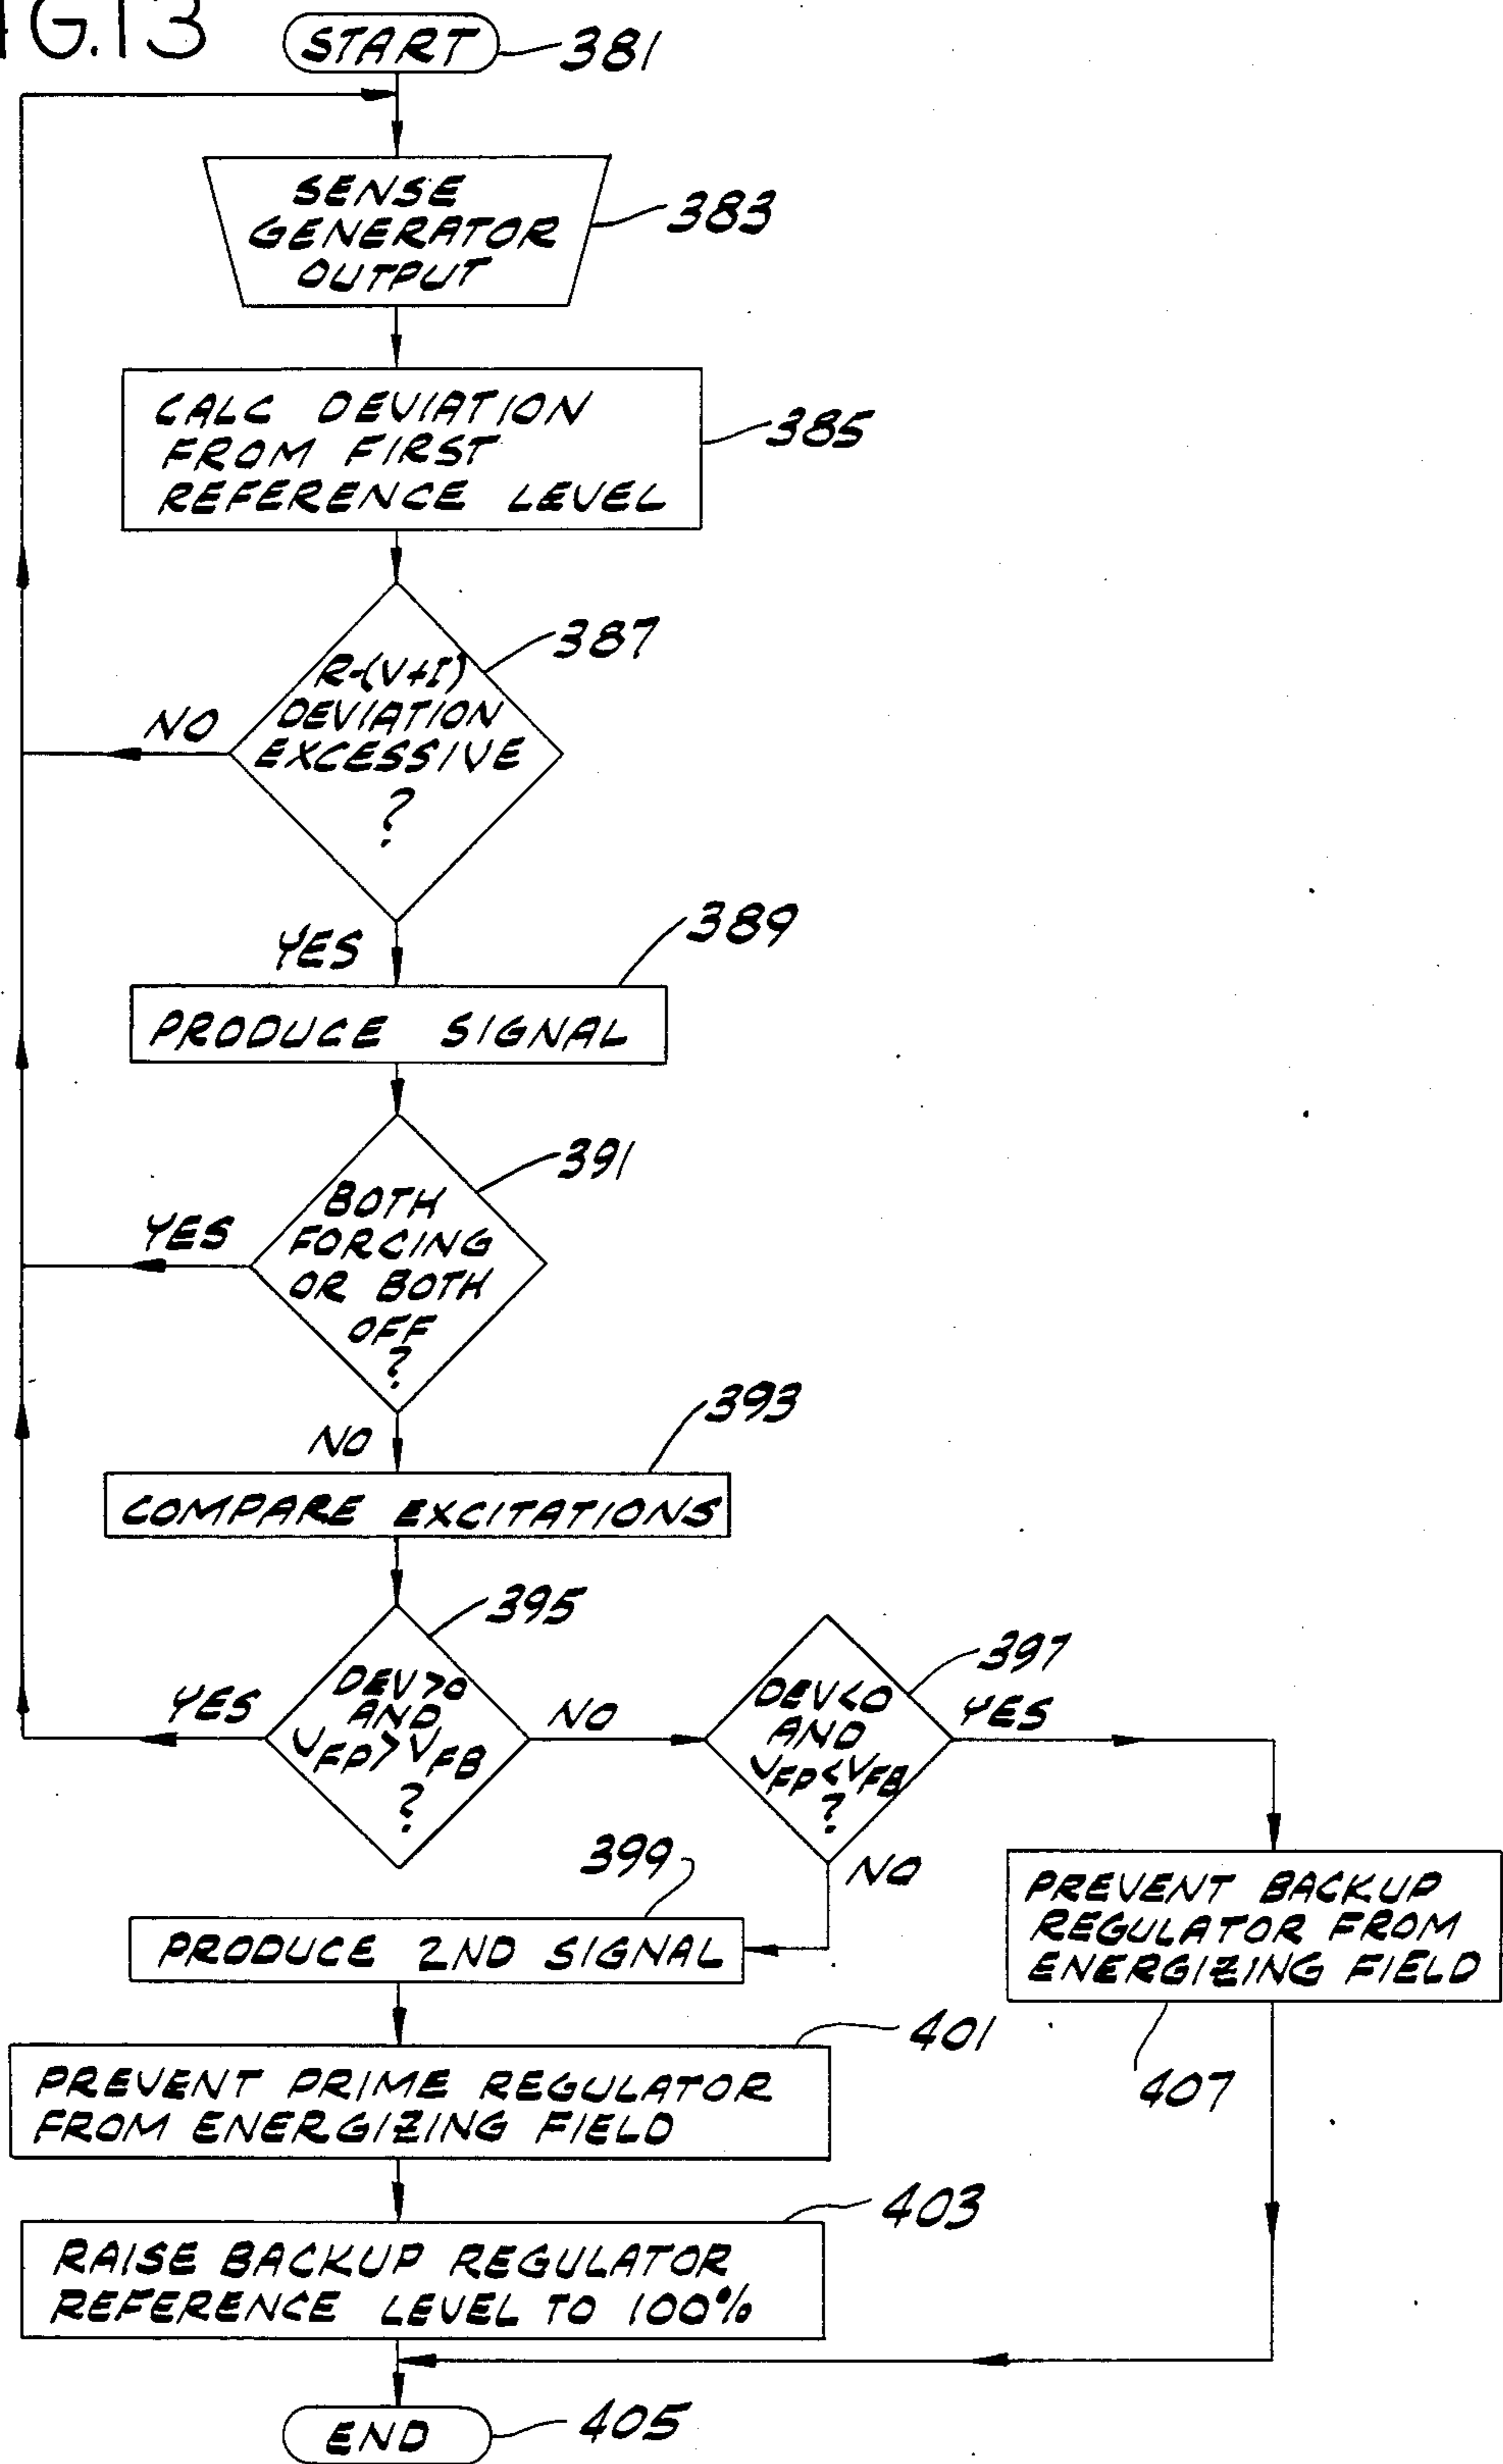 FIG.13
START
381
SENSE
GENERATOR
OUTPUT
383
CALC DEVIATION
FROM FIRST
REFERENCE LEVEL
385
R-(V+I)
DEVIATION
EXCESSIVE
?
387
NO
YES
389
PRODUCE SIGNAL
391
BOTH
FORCING
OR BOTH
OFF
?
YES
NO
393
COMPARE EXCITATIONS
395
DEV>0
AND
VFP>VFB
?
YES
NO
397
DEV<0
AND
VFP<VFB
?
YES
NO
399
PRODUCE 2ND SIGNAL
PREVENT BACKUP
REGULATOR FROM
ENERGIZING FIELD
407
401
PREVENT PRIME REGULATOR
FROM ENERGIZING FIELD
403
RAISE BACKUP REGULATOR
REFERENCE LEVEL TO 100%
END
405